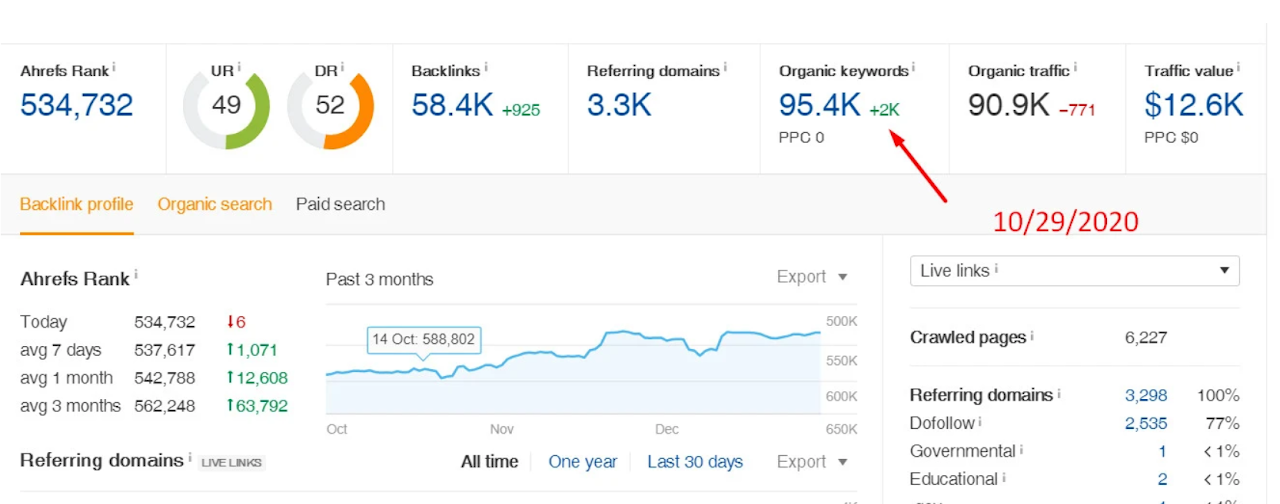 Ahrefs Rank i UR i DR i Backlinks i Referring domains i Organic keywords i Organic traffic i Traffic value i
534,732 49 52 58.4K +925 3.3K 95.4K +2K 90.9K −771 $12.6K
PPC 0 PPC $0
Backlink profile Organic search Paid search
10/29/2020
Ahrefs Rank i Past 3 months Export
Live links i
Today 534,732 ↓6
avg 7 days 537,617 ↑1,071
avg 1 month 542,788 ↑12,608
avg 3 months 562,248 ↑63,792
14 Oct: 588,802
500K
550K
600K
650K
Oct Nov Dec
Crawled pages i 6,227
Referring domains i 3,298 100%
Dofollow i 2,535 77%
Governmental i 1 < 1%
Educational i 2 < 1%
Referring domains i LIVE LINKS All time One year Last 30 days Export